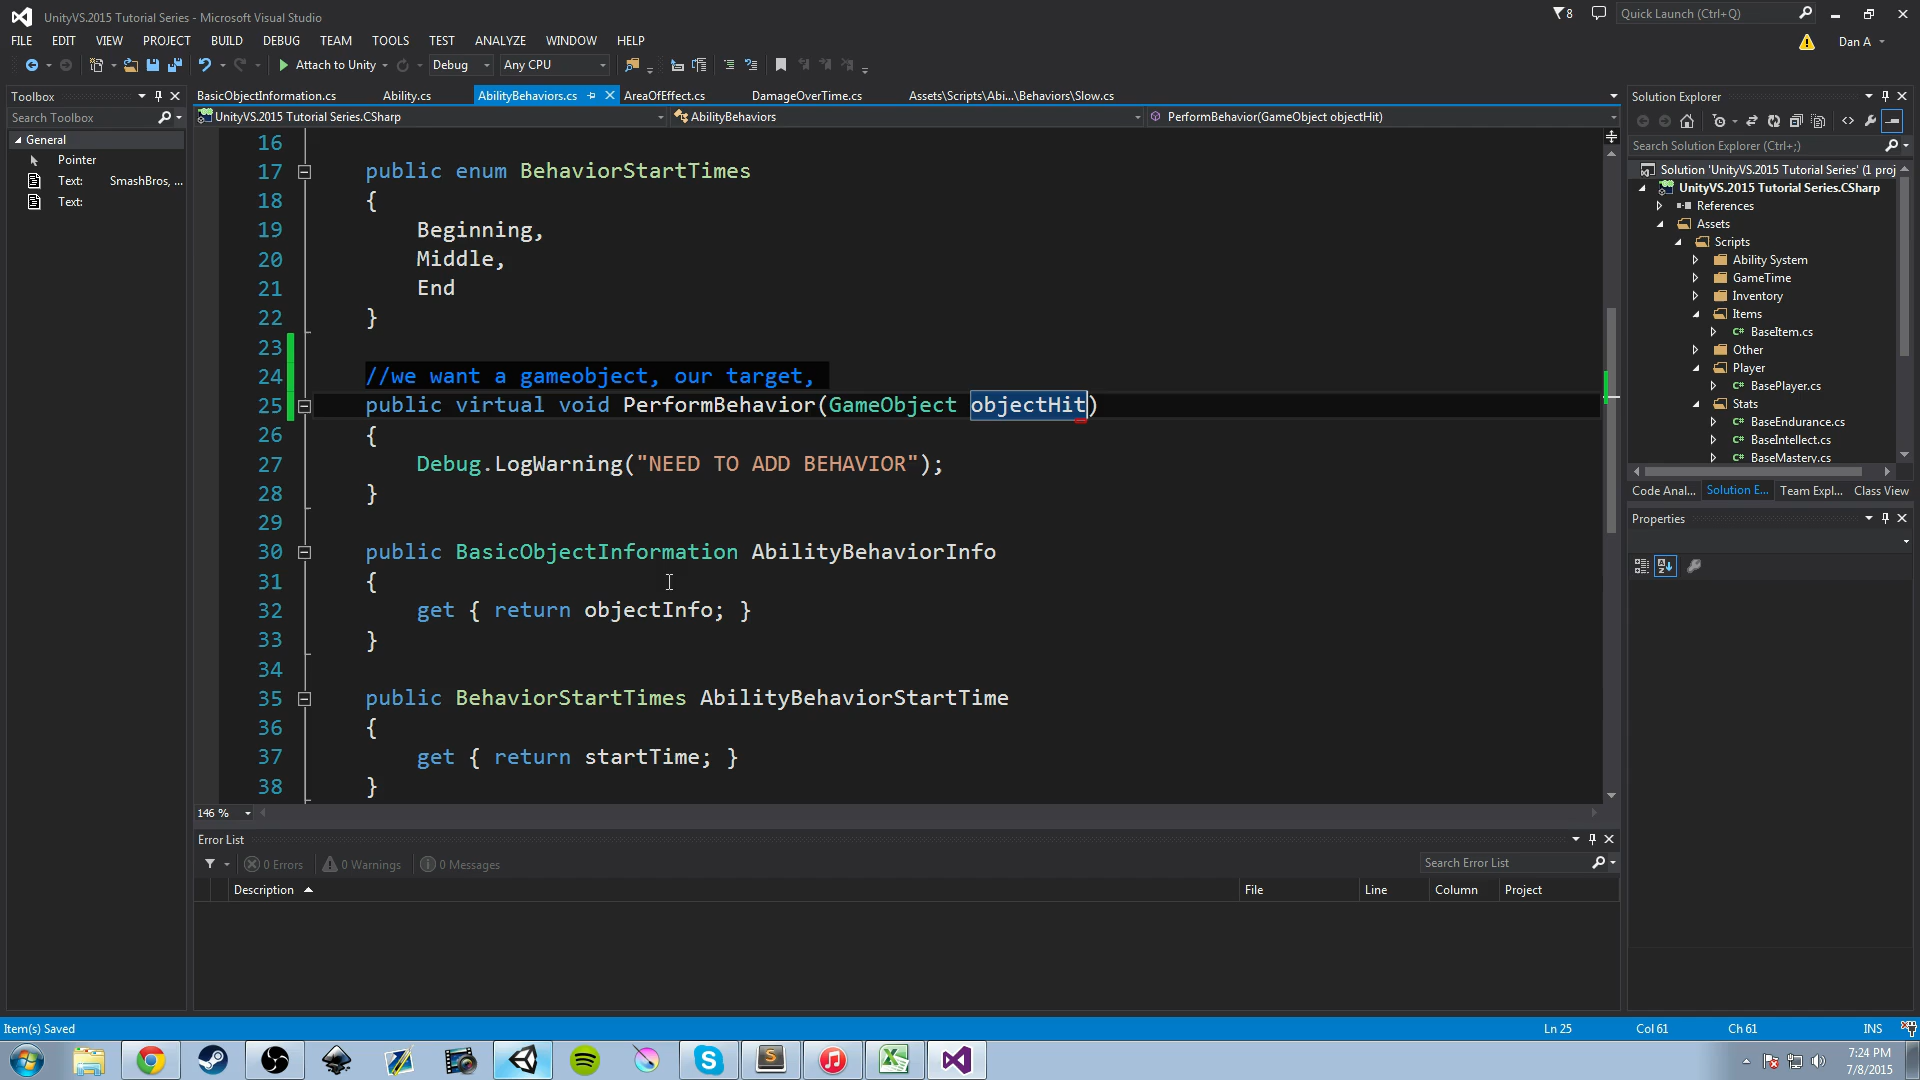 UnityVS.2015 Tutorial Series - Microsoft Visual Studio
8
Quick Launch (Ctrl+Q)
FILE EDIT VIEW PROJECT BUILD DEBUG TEAM TOOLS TEST ANALYZE WINDOW HELP
Dan A
Attach to Unity Debug Any CPU
Toolbox
Search Toolbox
General
Pointer
Text: SmashBros, ...
Text:
BasicObjectInformation.cs Ability.cs AbilityBehaviors.cs AreaOfEffect.cs DamageOverTime.cs Assets\Scripts\Abi...\Behaviors\Slow.cs
UnityVS.2015 Tutorial Series.CSharp AbilityBehaviors PerformBehavior(GameObject objectHit)
16
17 public enum BehaviorStartTimes
18 {
19 Beginning,
20 Middle,
21 End
22 }
23
24 //we want a gameobject, our target,
25 public virtual void PerformBehavior(GameObject objectHit)
26 {
27 Debug.LogWarning("NEED TO ADD BEHAVIOR");
28 }
29
30 public BasicObjectInformation AbilityBehaviorInfo
31 {
32 get { return objectInfo; }
33 }
34
35 public BehaviorStartTimes AbilityBehaviorStartTime
36 {
37 get { return startTime; }
38 }
146 %
Error List
0 Errors 0 Warnings 0 Messages
Search Error List
Description File Line Column Project
Solution Explorer
Search Solution Explorer (Ctrl+;)
Solution 'UnityVS.2015 Tutorial Series' (1 proj
UnityVS.2015 Tutorial Series.CSharp
References
Assets
Scripts
Ability System
GameTime
Inventory
Items
C# BaseItem.cs
Other
Player
C# BasePlayer.cs
Stats
C# BaseEndurance.cs
C# BaseIntellect.cs
C# BaseMastery.cs
Code Anal... Solution E... Team Expl... Class View
Properties
Item(s) Saved
Ln 25 Col 61 Ch 61 INS
7:24 PM
7/8/2015